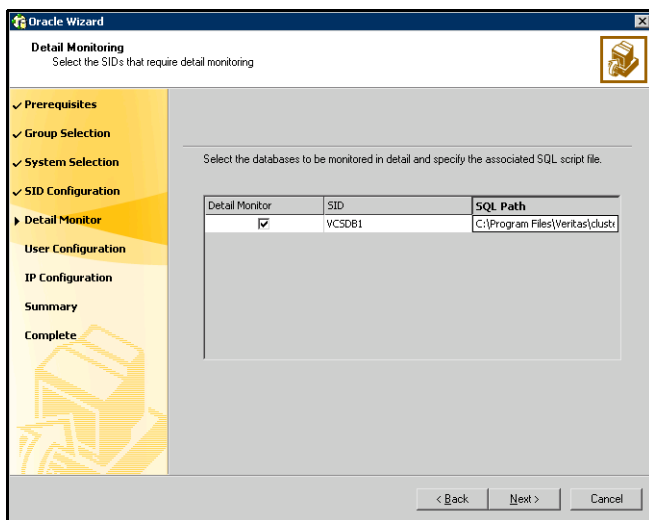 Oracle Wizard
Detail Monitoring
Select the SIDs that require detail monitoring
Prerequisites
Group Selection
System Selection
SID Configuration
Detail Monitor
User Configuration
IP Configuration
Summary
Complete
Select the databases to be monitored in detail and specify the associated SQL script file.
Detail Monitor SID SQL Path
VCSDB1 C:\Program Files\Veritas\cluste
< Back Next > Cancel